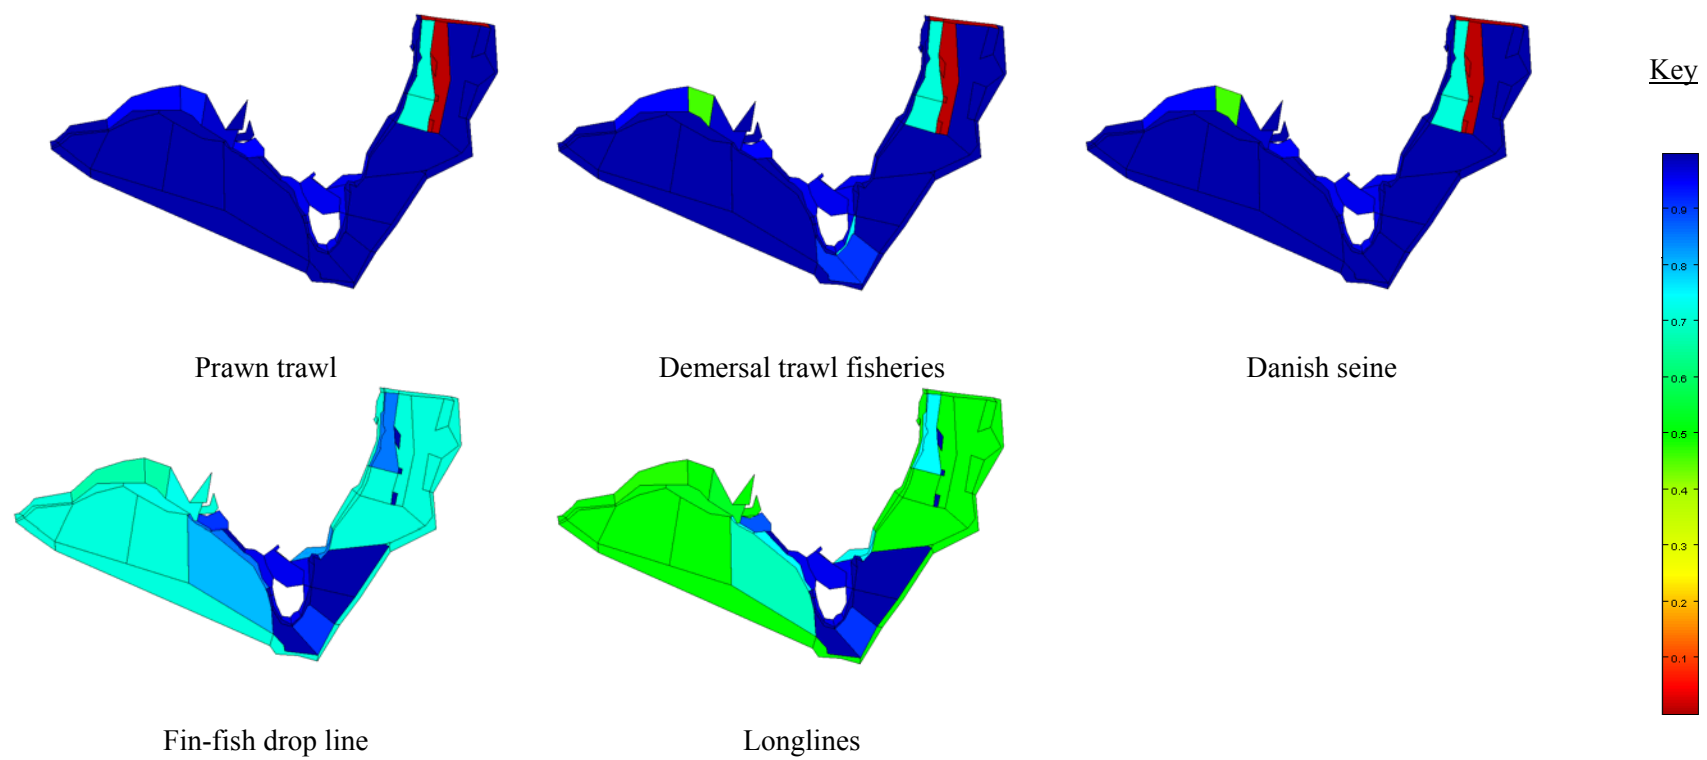 Key
0.9
0.8
0.7
0.6
0.5
0.4
0.3
0.2
0.1
Prawn trawl
Demersal trawl fisheries
Danish seine
Fin-fish drop line
Longlines